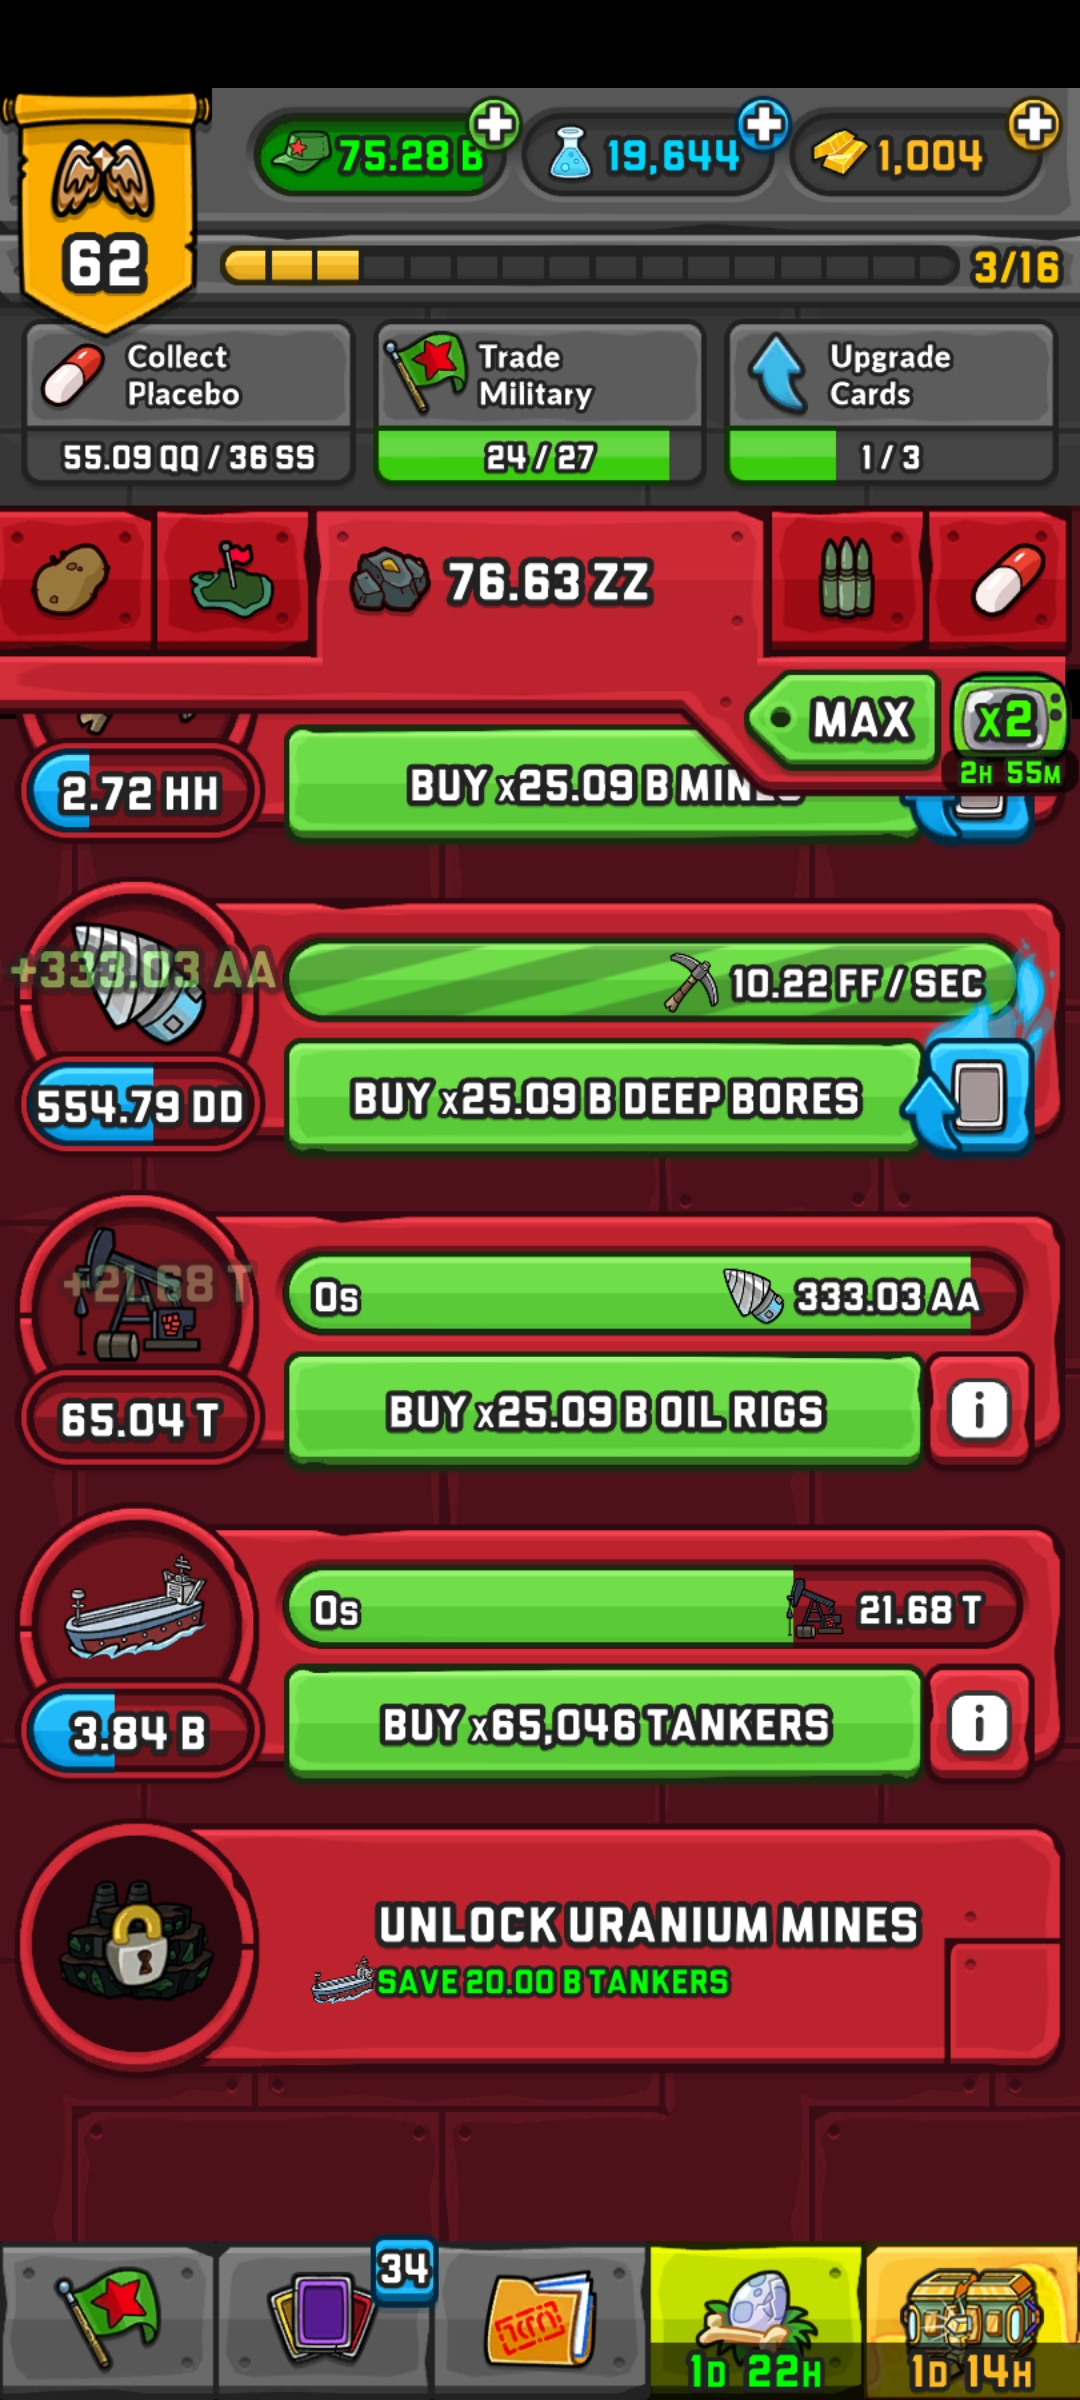 75.28 B
19,644
1,004
62
3/16
Collect
Placebo
55.09 QQ / 36 SS
Trade
Military
24 / 27
Upgrade
Cards
1 / 3
76.63 ZZ
MAX
x2
2H 55M
2.72 HH
BUY x25.09 B
+333.03 AA
10.22 FF / SEC
554.79 DD
BUY x25.09 B DEEP BORES
+21.68 T
0s
333.03 AA
65.04 T
BUY x25.09 B OIL RIGS
i
0s
21.68 T
3.84 B
BUY x65,046 TANKERS
i
UNLOCK URANIUM MINES
SAVE 20.00 B TANKERS
34
1D 22H
1D 14H